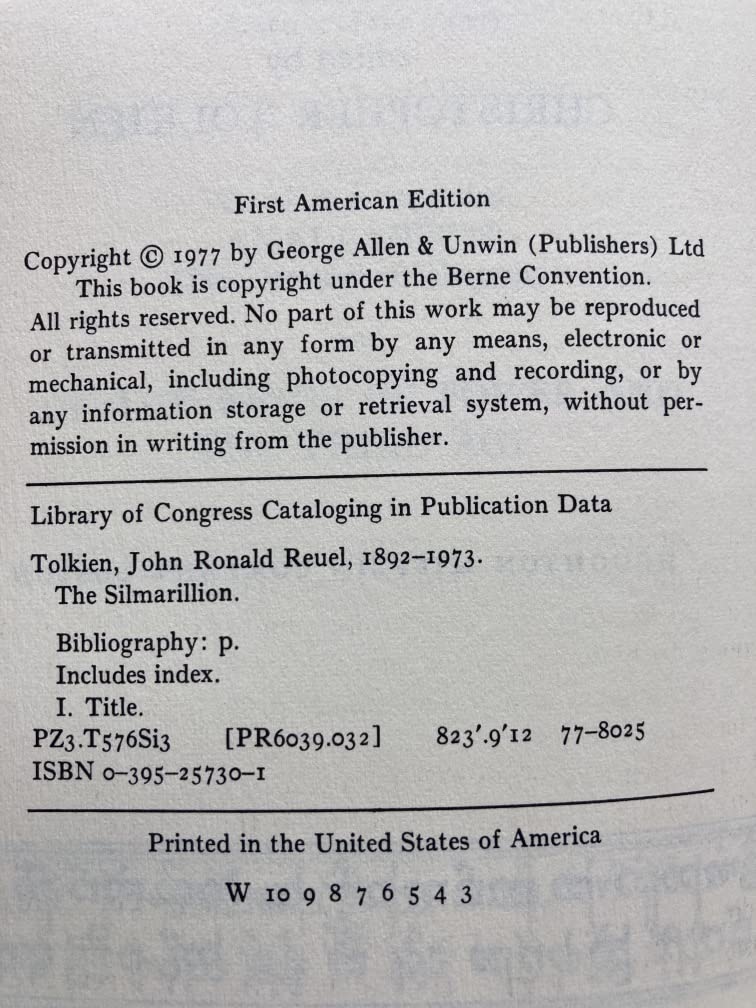 First American Edition
Copyright © 1977 by George Allen & Unwin (Publishers) Ltd
This book is copyright under the Berne Convention.
All rights reserved. No part of this work may be reproduced
or transmitted in any form by any means, electronic or
mechanical, including photocopying and recording, or by
any information storage or retrieval system, without per-
mission in writing from the publisher.
Library of Congress Cataloging in Publication Data
Tolkien, John Ronald Reuel, 1892–1973.
The Silmarillion.
Bibliography: p.
Includes index.
I. Title.
PZ3.T576Si3 [PR6039.032] 823'.9'12 77–8025
ISBN 0–395–25730–1
Printed in the United States of America
W 10 9 8 7 6 5 4 3